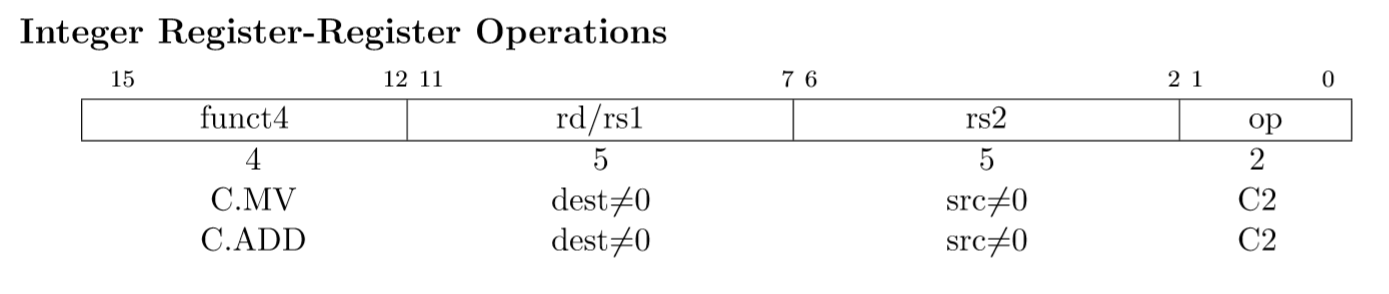 Integer Register-Register Operations
15 12 11 7 6 2 1 0
funct4 rd/rs1 rs2 op
4 5 5 2
C.MV dest≠0 src≠0 C2
C.ADD dest≠0 src≠0 C2